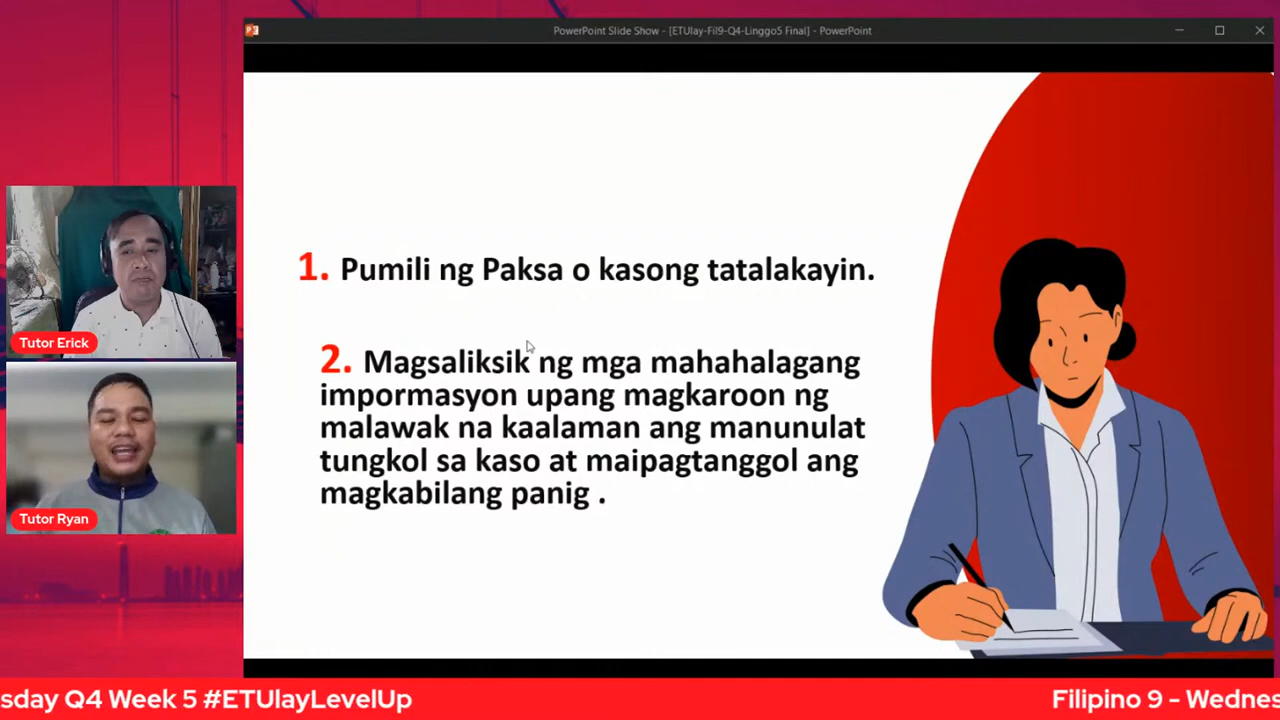 PowerPoint Slide Show - [ETUlay-Fil9-Q4-Linggo5 Final] - PowerPoint
1. Pumili ng Paksa o kasong tatalakayin.
2. Magsaliksik ng mga mahahalagang
impormasyon upang magkaroon ng
malawak na kaalaman ang manunulat
tungkol sa kaso at maipagtanggol ang
magkabilang panig .
Tutor Erick
Tutor Ryan
sday Q4 Week 5 #ETUlayLevelUp
Filipino 9 - Wednes